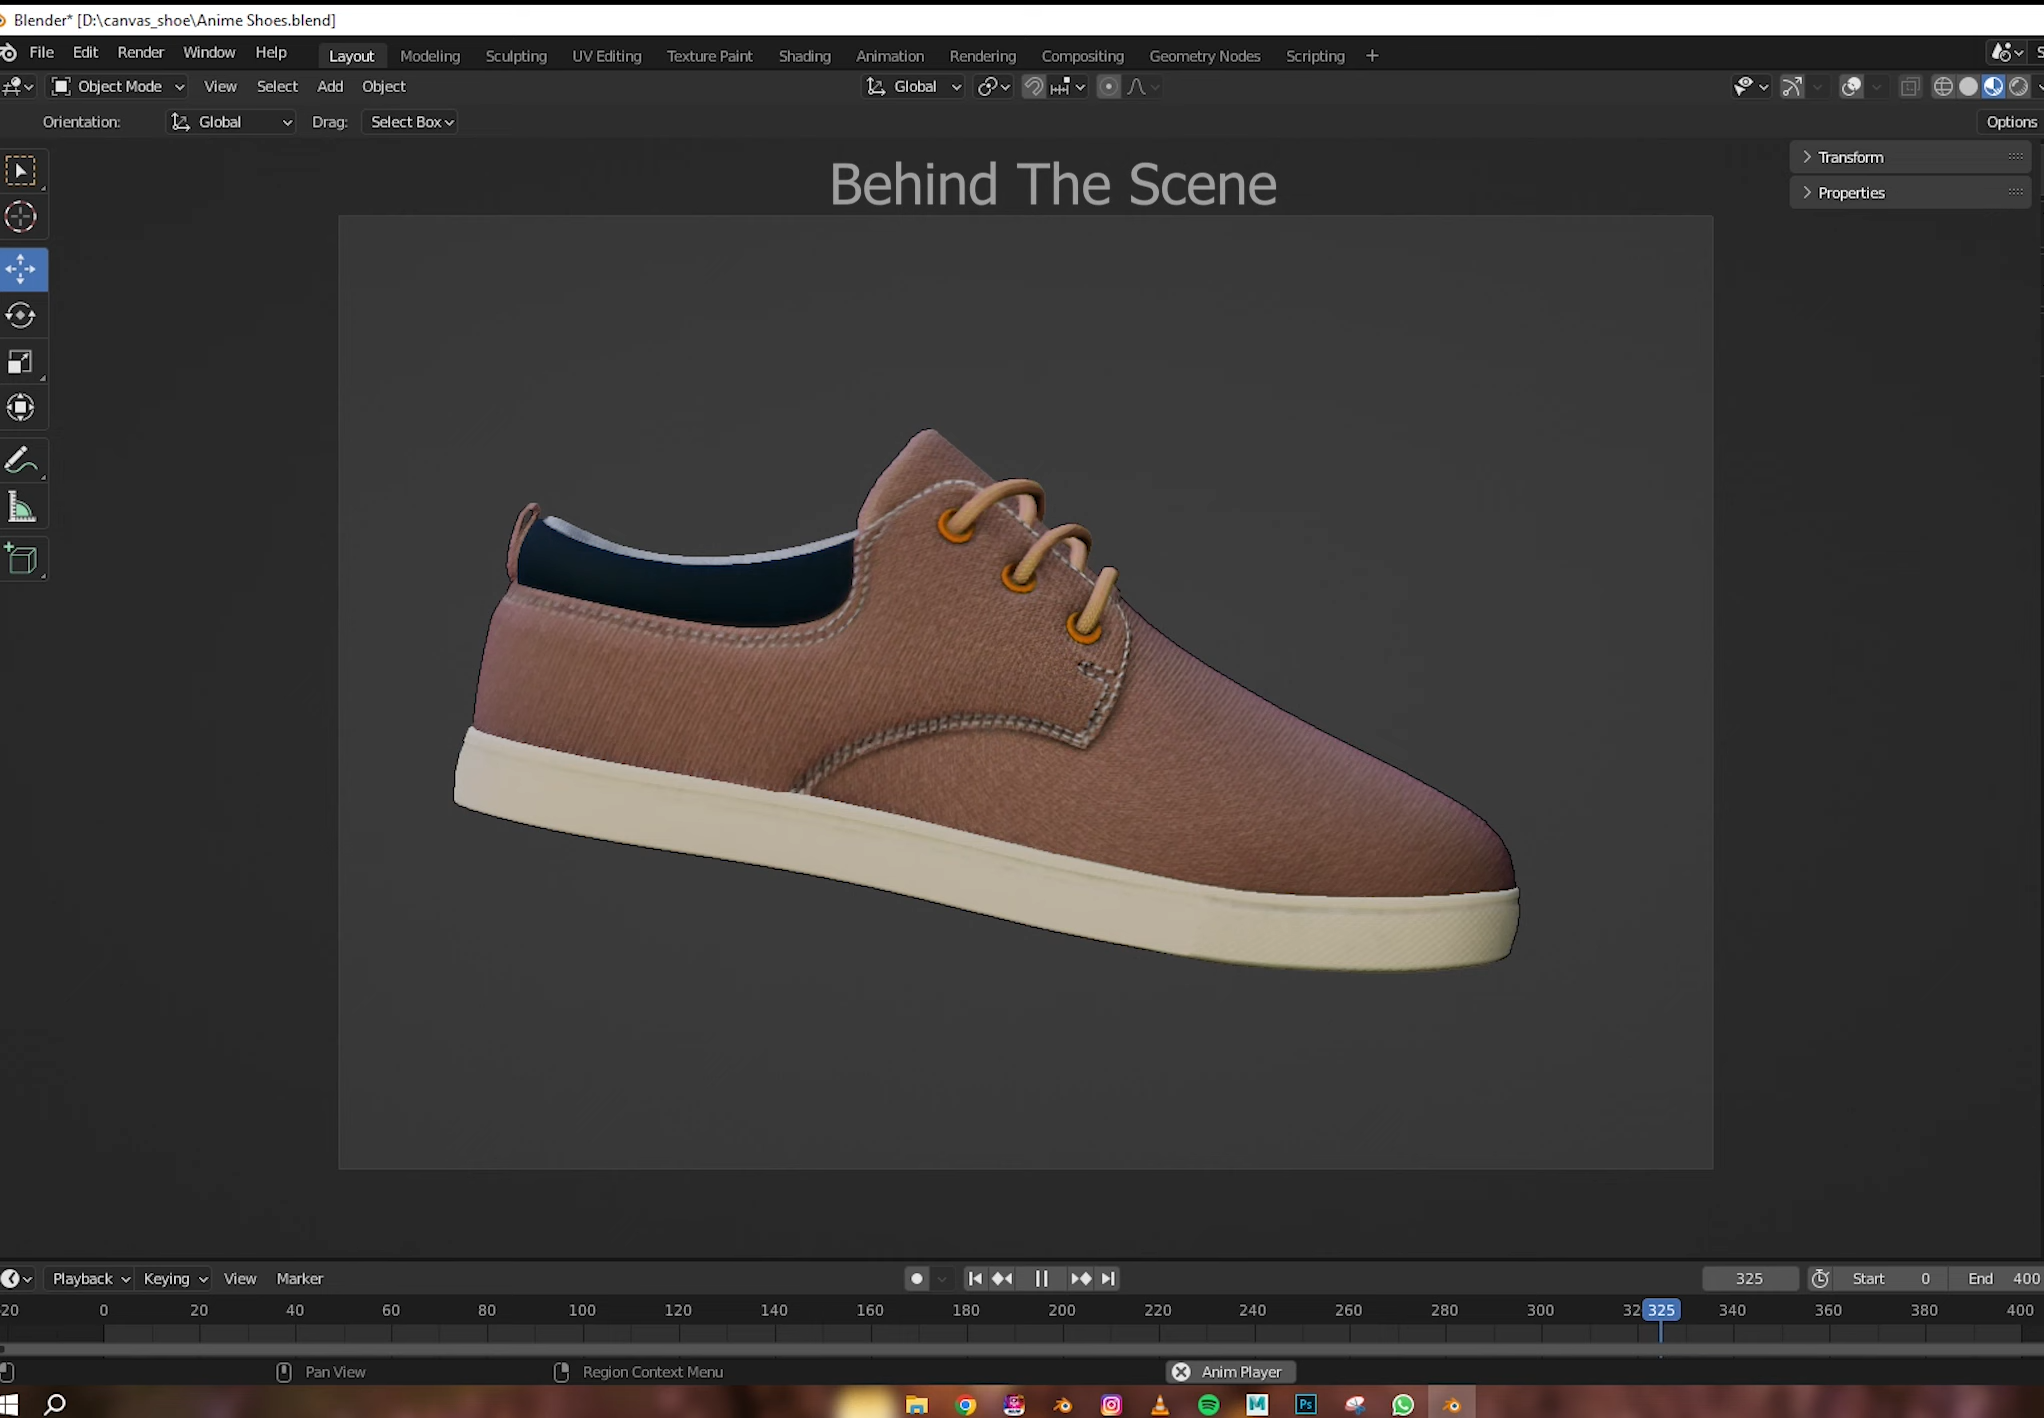 Blender* [D:\canvas_shoe\Anime Shoes.blend]
File Edit Render Window Help Layout Modeling Sculpting UV Editing Texture Paint Shading Animation Rendering Compositing Geometry Nodes Scripting +
Object Mode View Select Add Object Global
Orientation: Global Drag: Select Box Options
Behind The Scene
Transform
Properties
Playback Keying View Marker 325 Start 0 End 400
20 0 20 40 60 80 100 120 140 160 180 200 220 240 260 280 300 32 325 340 360 380 400
Pan View Region Context Menu Anim Player
M Ps